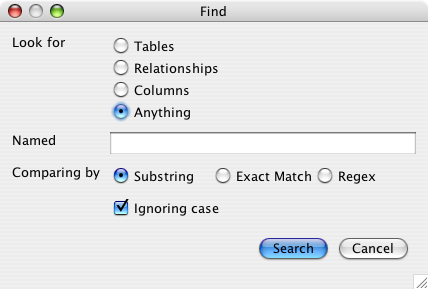 Find
Look for
Tables
Relationships
Columns
Anything
Named
Comparing by Substring Exact Match Regex
Ignoring case
Search Cancel